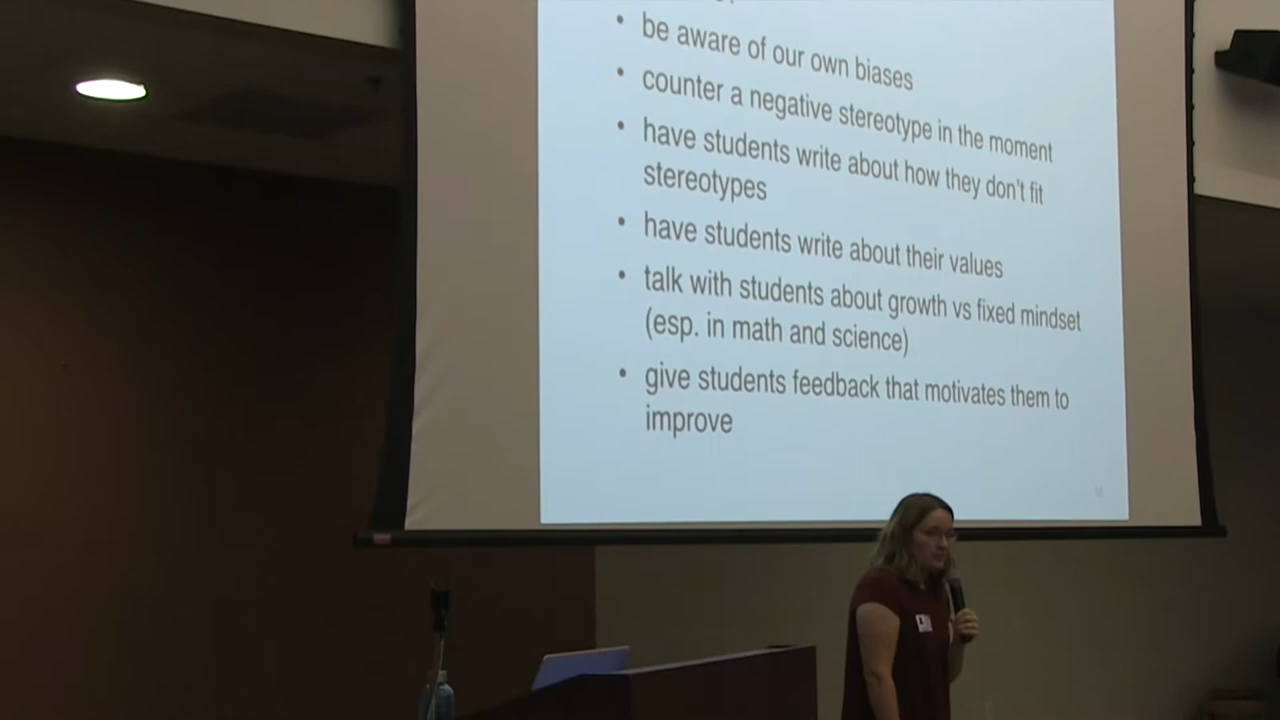 • be aware of our own biases
• counter a negative stereotype in the moment
• have students write about how they don't fit
stereotypes
• have students write about their values
• talk with students about growth vs fixed mindset
(esp. in math and science)
• give students feedback that motivates them to
improve